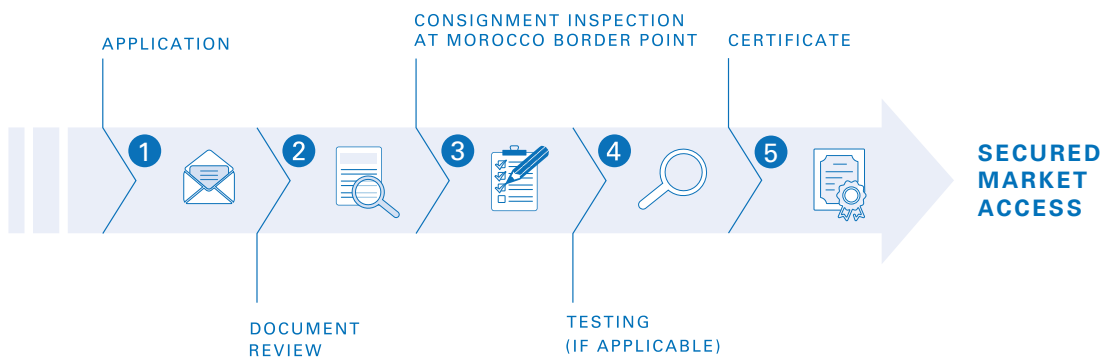 APPLICATION
1
DOCUMENT
REVIEW
2
CONSIGNMENT INSPECTION
AT MOROCCO BORDER POINT
3
TESTING
(IF APPLICABLE)
4
CERTIFICATE
5
SECURED
MARKET
ACCESS